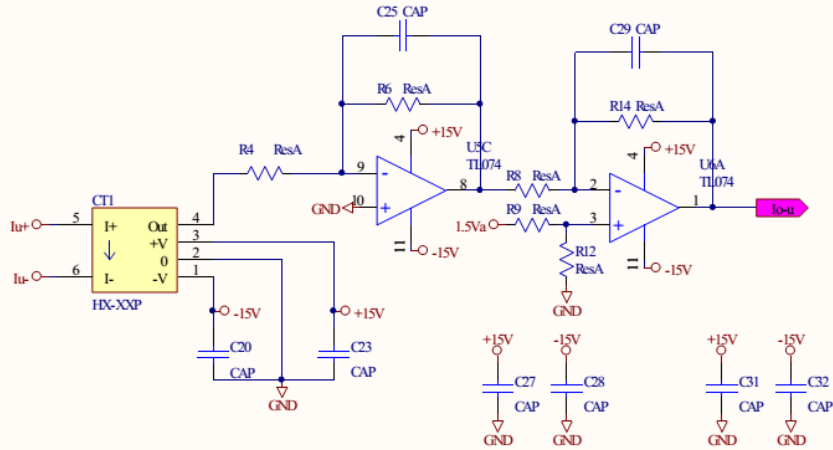 C25 CAP
C29 CAP
R6 ResA
R14 ResA
+15V
4
U5C
TL074
+15V
4
U6A
TL074
R4 ResA
9
-
8
R8 ResA
2
-
1
Io-u
GND
10
+
1.5Va
R9 ResA
3
+
CT1
Iu+
5
I+
Out
4
+V
3
0
2
Iu-
6
I-
-V
1
HX-XXP
11
-15V
R12
ResA
GND
11
-15V
-15V
+15V
C20
CAP
C23
CAP
GND
+15V
-15V
+15V
-15V
C27
CAP
C28
CAP
C31
CAP
C32
CAP
GND
GND
GND
GND